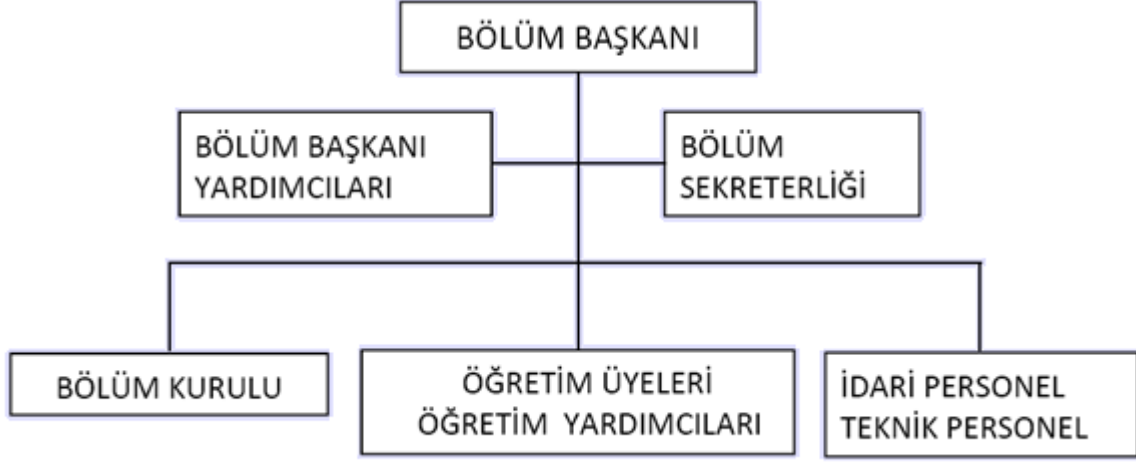 BÖLÜM BAŞKANI
BÖLÜM BAŞKANI
YARDIMCILARI
BÖLÜM
SEKRETERLİĞİ
BÖLÜM KURULU
ÖĞRETİM ÜYELERİ
ÖĞRETİM YARDIMCILARI
İDARİ PERSONEL
TEKNİK PERSONEL